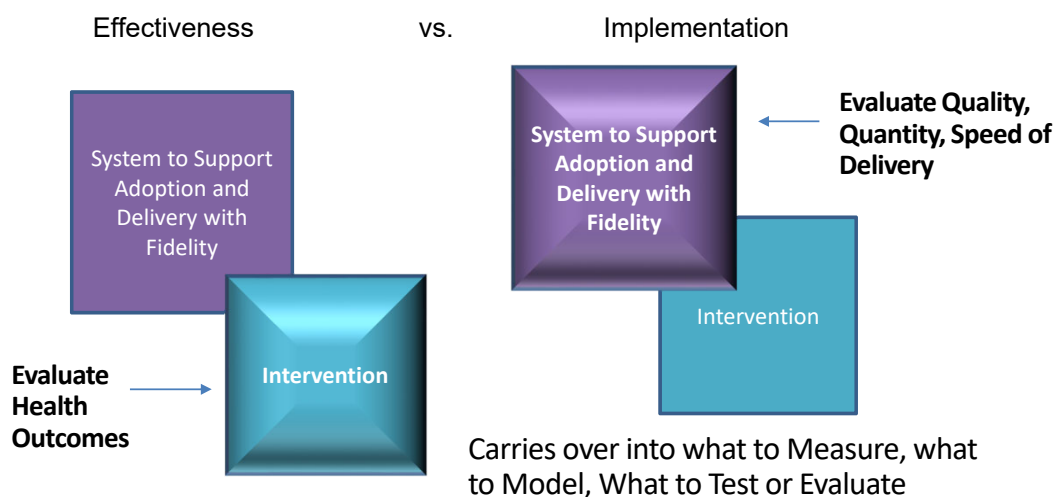 Effectiveness vs. Implementation
System to Support
Adoption and
Delivery with
Fidelity
Intervention
Evaluate
Health
Outcomes
System to Support
Adoption and
Delivery with
Fidelity
Evaluate Quality,
Quantity, Speed of
Delivery
Intervention
Carries over into what to Measure, what
to Model, What to Test or Evaluate